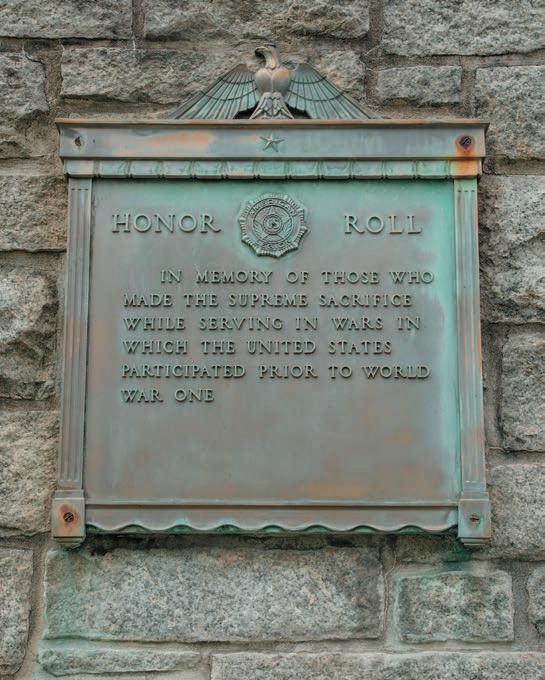 HONOR ROLL
IN MEMORY OF THOSE WHO
MADE THE SUPREME SACRIFICE
WHILE SERVING IN WARS IN
WHICH THE UNITED STATES
PARTICIPATED PRIOR TO WORLD
WAR ONE